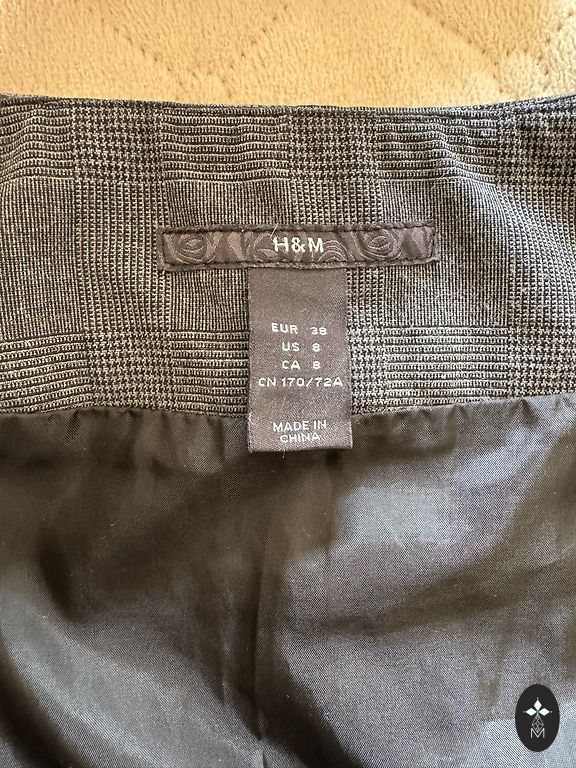 H&M
EUR 38
US 8
CA 8
CN 170/72A
MADE IN
CHINA
M